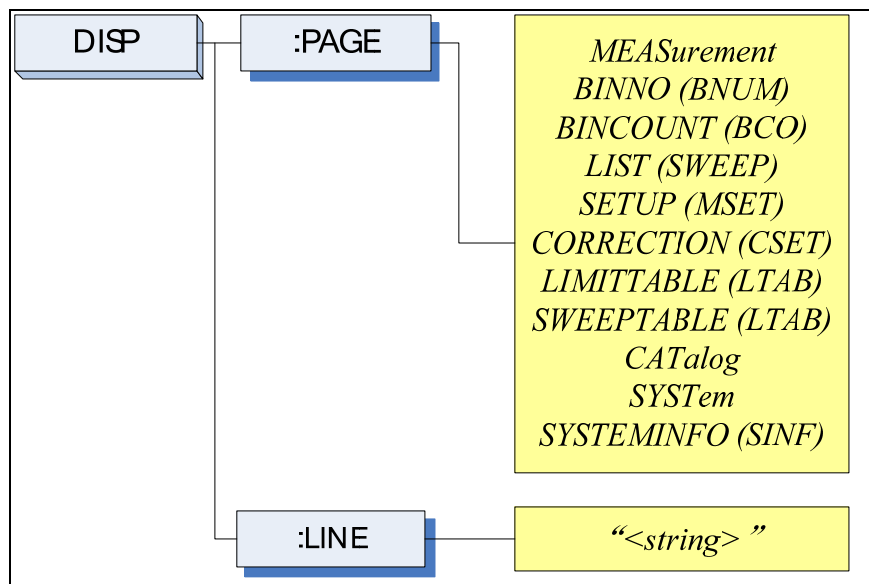 DISP
:PAGE
MEASurement
BINNO (BNUM)
BINCOUNT (BCO)
LIST (SWEEP)
SETUP (MSET)
CORRECTION (CSET)
LIMITTABLE (LTAB)
SWEEPTABLE (LTAB)
CATalog
SYSTem
SYSTEMINFO (SINF)
:LINE
“<string> ”